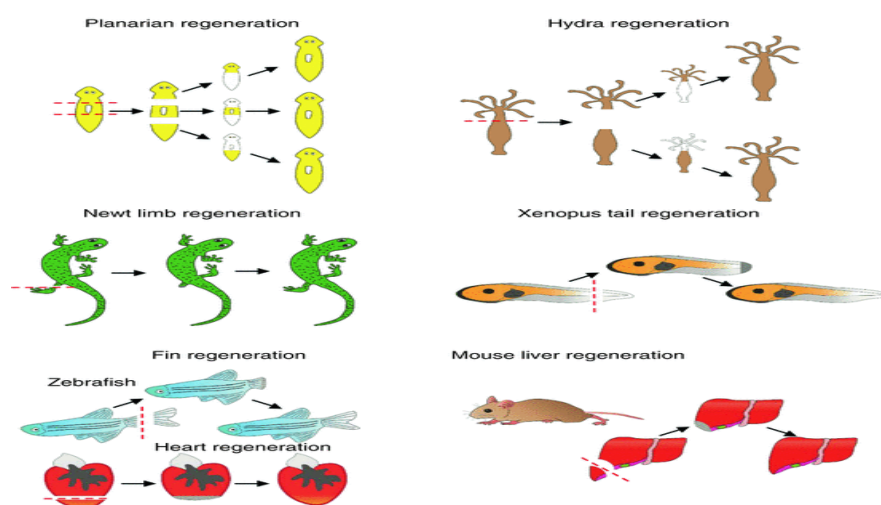 Planarian regeneration
Hydra regeneration
Newt limb regeneration
Xenopus tail regeneration
Fin regeneration
Mouse liver regeneration
Zebrafish
Heart regeneration